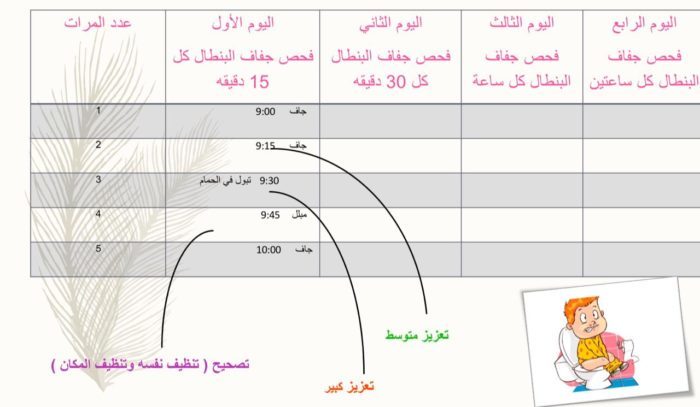 عدد المرات
اليوم الأول
فحص جفاف البنطال كل
15 دقيقه
اليوم الثاني
فحص جفاف البنطال
كل 30 دقيقه
اليوم الثالث
فحص جفاف
البنطال كل ساعة
اليوم الرابع
فحص جفاف
البنطال كل ساعتين
1
9:00 جاف
2
9:15 جاف
3
9:30 تبول في الحمام
4
9:45 مبلل
5
10:00 جاف
تعزيز متوسط
تصحيح ( تنظيف نفسه وتنظيف المكان )
تعزيز كبير